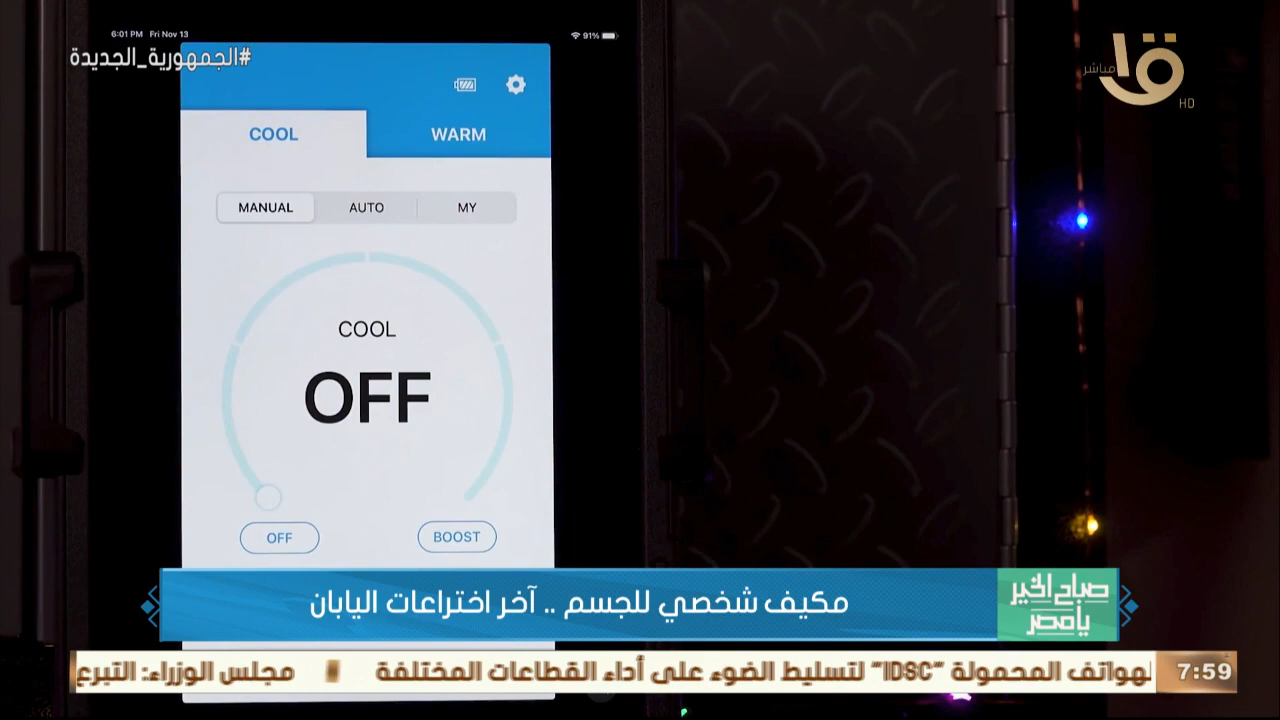 6:01 PM Fri Nov 13
91%
#الجمهورية_الجديدة
مباشر
HD
COOL WARM
MANUAL AUTO MY
COOL
OFF
OFF BOOST
مكيف شخصي للجسم .. آخر اختراعات اليابان
صباح الخير
يا مصر
لهواتف المحمولة “IDSC” لتسليط الضوء على أداء القطاعات المختلفة مجلس الوزراء: التبرع
7:59